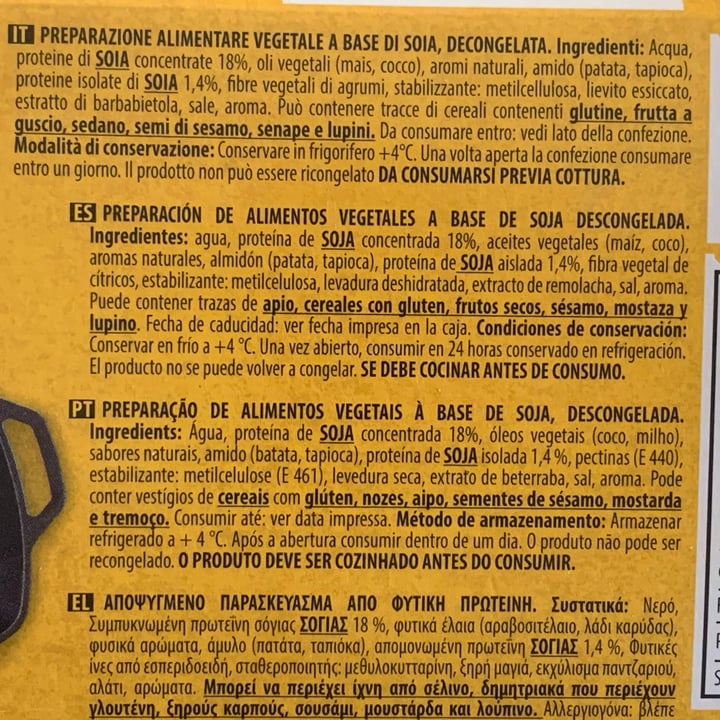 IT PREPARAZIONE ALIMENTARE VEGETALE A BASE DI SOIA, DECONGELATA. Ingredienti: Acqua,
proteine di SOIA concentrate 18%, oli vegetali (mais, cocco), aromi naturali, amido (patata, tapioca),
proteine isolate di SOIA 1,4%, fibre vegetali di agrumi, stabilizzante: metilcellulosa, lievito essiccato,
estratto di barbabietola, sale, aroma. Può contenere tracce di cereali contenenti glutine, frutta a
guscio, sedano, semi di sesamo, senape e lupini. Da consumare entro: vedi lato della confezione.
Modalità di conservazione: Conservare in frigorifero +4°C. Una volta aperta la confezione consumare
entro un giorno. Il prodotto non può essere ricongelato DA CONSUMARSI PREVIA COTTURA.
ES PREPARACIÓN DE ALIMENTOS VEGETALES A BASE DE SOJA DESCONGELADA.
Ingredientes: agua, proteína de SOJA concentrada 18%, aceites vegetales (maíz, coco),
aromas naturales, almidón (patata, tapioca), proteína de SOJA aislada 1,4%, fibra vegetal de
cítricos, estabilizante: metilcelulosa, levadura deshidratada, extracto de remolacha, sal, aroma.
Puede contener trazas de apio, cereales con gluten, frutos secos, sésamo, mostaza y
lupino. Fecha de caducidad: ver fecha impresa en la caja. Condiciones de conservación:
Conservar en frío a +4 °C. Una vez abierto, consumir en 24 horas conservado en refrigeración.
El producto no se puede volver a congelar. SE DEBE COCINAR ANTES DE CONSUMO.
PT PREPARAÇÃO DE ALIMENTOS VEGETAIS À BASE DE SOJA, DESCONGELADA.
Ingredients: Água, proteína de SOJA concentrada 18%, óleos vegetais (coco, milho),
sabores naturais, amido (batata, tapioca), proteína de SOJA isolada 1,4 %, pectinas (E 440),
estabilizante: metilcelulose (E 461), levedura seca, extrato de beterraba, sal, aroma. Pode
conter vestígios de cereais com glúten, nozes, aipo, sementes de sésamo, mostarda
e tremoço. Consumir até: ver data impressa. Método de armazenamento: Armazenar
refrigerado a + 4 °C. Após a abertura consumir dentro de um dia. O produto não pode ser
recongelado. O PRODUTO DEVE SER COZINHADO ANTES DO CONSUMIR.
EL ΑΠΟΨΥΓΜΕΝΟ ΠΑΡΑΣΚΕΥΑΣΜΑ ΑΠΟ ΦΥΤΙΚΗ ΠΡΩΤΕΙΝΗ. Συστατικά: Νερό,
Συμπυκνωμένη πρωτεΐνη σόγιας ΣΟΓΙΑΣ 18 %, φυτικά έλαια (αραβοσιτέλαιο, λάδι καρύδας),
φυσικά αρώματα, άμυλο (πατάτα, ταπιόκα), απομονωμένη πρωτεΐνη ΣΟΓΙΑΣ 1,4 %, Φυτικές
ίνες από εσπεριδοειδή, σταθεροποιητής: μεθυλοκυτταρίνη, ξηρή μαγιά, εκχύλισμα παντζαριού,
αλάτι, αρώματα. Μπορεί να περιέχει ίχνη από σέλινο, δημητριακά που περιέχουν
γλουτένη, ξηρούς καρπούς, σουσάμι, μουστάρδα και λούπινο. Αλλεργιογόνα: βλέπε